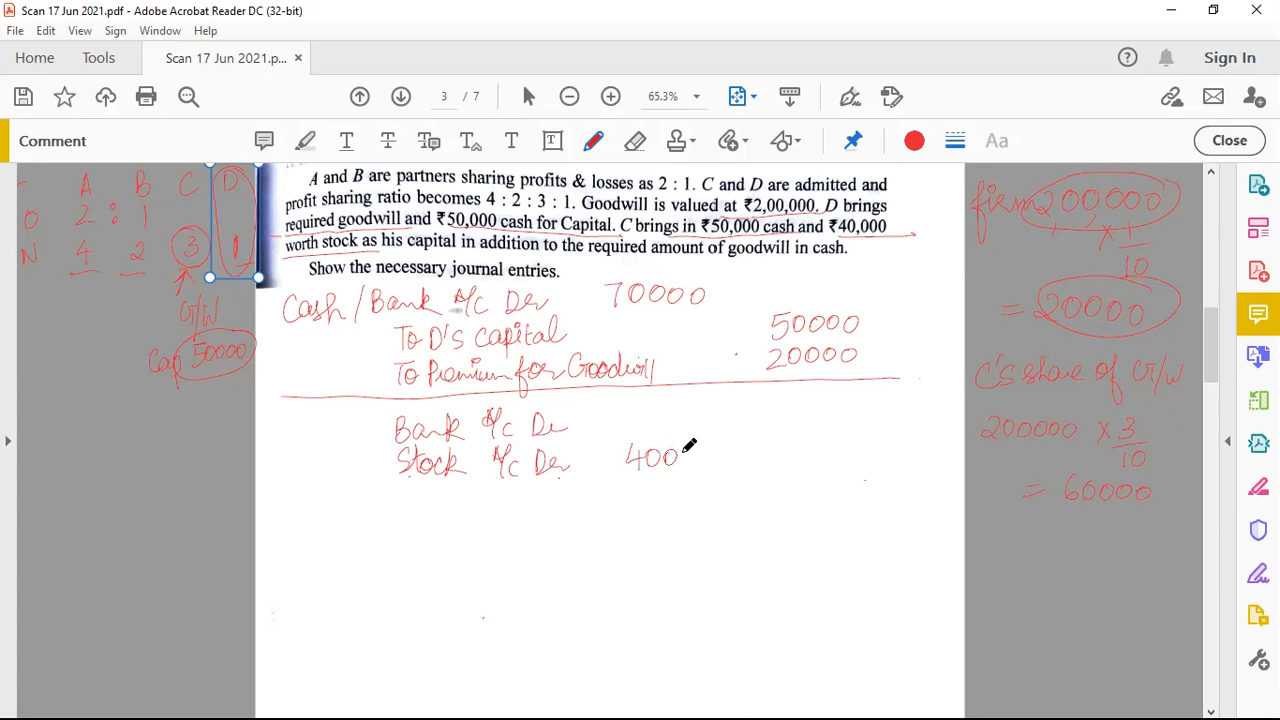 Scan 17 Jun 2021.pdf - Adobe Acrobat Reader DC (32-bit)
File Edit View Sign Window Help
Home Tools Scan 17 Jun 2021.p... × Sign In
3 / 7 65.3%
Comment Close
A and B are partners sharing profits & losses as 2 : 1. C and D are admitted and
profit sharing ratio becomes 4 : 2 : 3 : 1. Goodwill is valued at ₹2,00,000. D brings
required goodwill and ₹50,000 cash for Capital. C brings in ₹50,000 cash and ₹40,000
worth stock as his capital in addition to the required amount of goodwill in cash.
Show the necessary journal entries.
A B C D
O 2 : 1
N 4 2 3 1
G/W
Cap 50000
Cash / Bank A/c Der 70000
To D's Capital 50000
To Premium for Goodwill 20000
Bank A/c De
Stock A/c Der 400
firm 200000
× 1
10
= 20000
C's share of G/W
200000 × 3
10
= 60000